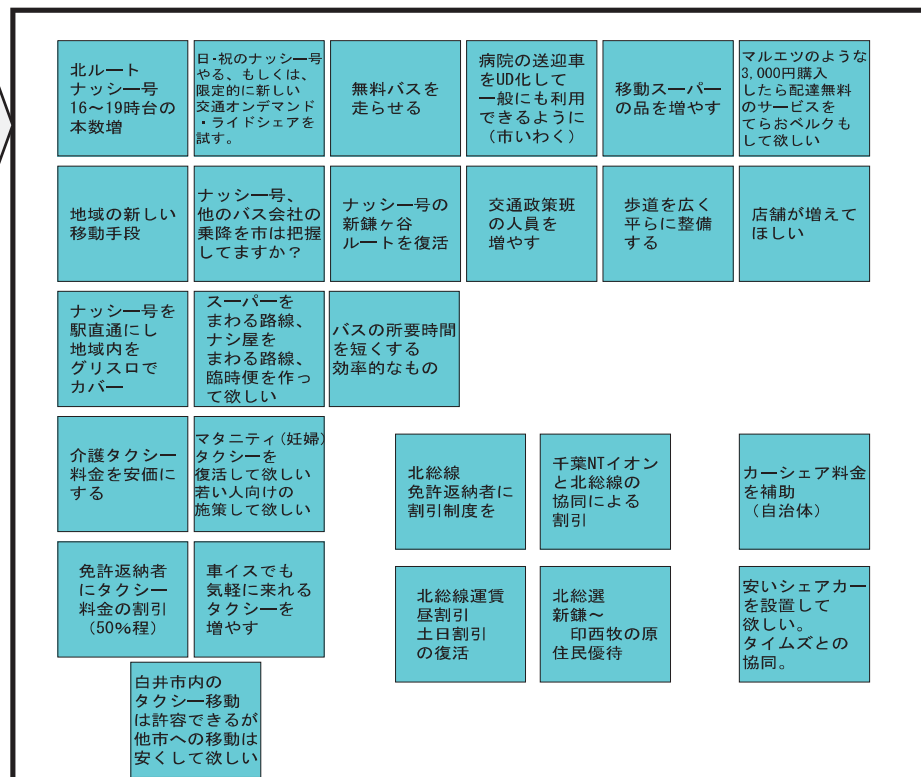 北ルート
ナッシー号
16～19時台の
本数増
日・祝のナッシー号
やる、もしくは、
限定的に新しい
交通オンデマンド
・ライドシェアを
試す。
無料バスを
走らせる
病院の送迎車
をUD化して
一般にも利用
できるように
(市いわく)
移動スーパー
の品を増やす
マルエツのような
3,000円購入
したら配達無料
のサービスを
てらおベルクも
して欲しい
地域の新しい
移動手段
ナッシー号、
他のバス会社の
乗降を市は把握
してますか？
ナッシー号の
新鎌ヶ谷
ルートを復活
交通政策班
の人員を
増やす
歩道を広く
平らに整備
する
店舗が増えて
ほしい
ナッシー号を
駅直通にし
地域内を
グリスロで
カバー
スーパーを
まわる路線、
ナシ屋を
まわる路線、
臨時便を作っ
て欲しい
バスの所要時間
を短くする
効率的なもの
介護タクシー
料金を安価に
する
マタニティ(妊婦)
タクシーを
復活して欲しい
若い人向けの
施策して欲しい
北総線
免許返納者に
割引制度を
千葉NTイオン
と北総線の
協同による
割引
カーシェア料金
を補助
(自治体)
免許返納者
にタクシー
料金の割引
(50%程)
車イスでも
気軽に来れる
タクシーを
増やす
北総線運賃
昼割引
土日割引
の復活
北総選
新鎌～
印西牧の原
住民優待
安いシェアカー
を設置して
欲しい。
タイムズとの
協同。
白井市内の
タクシー移動
は許容できるが
他市への移動は
安くして欲しい